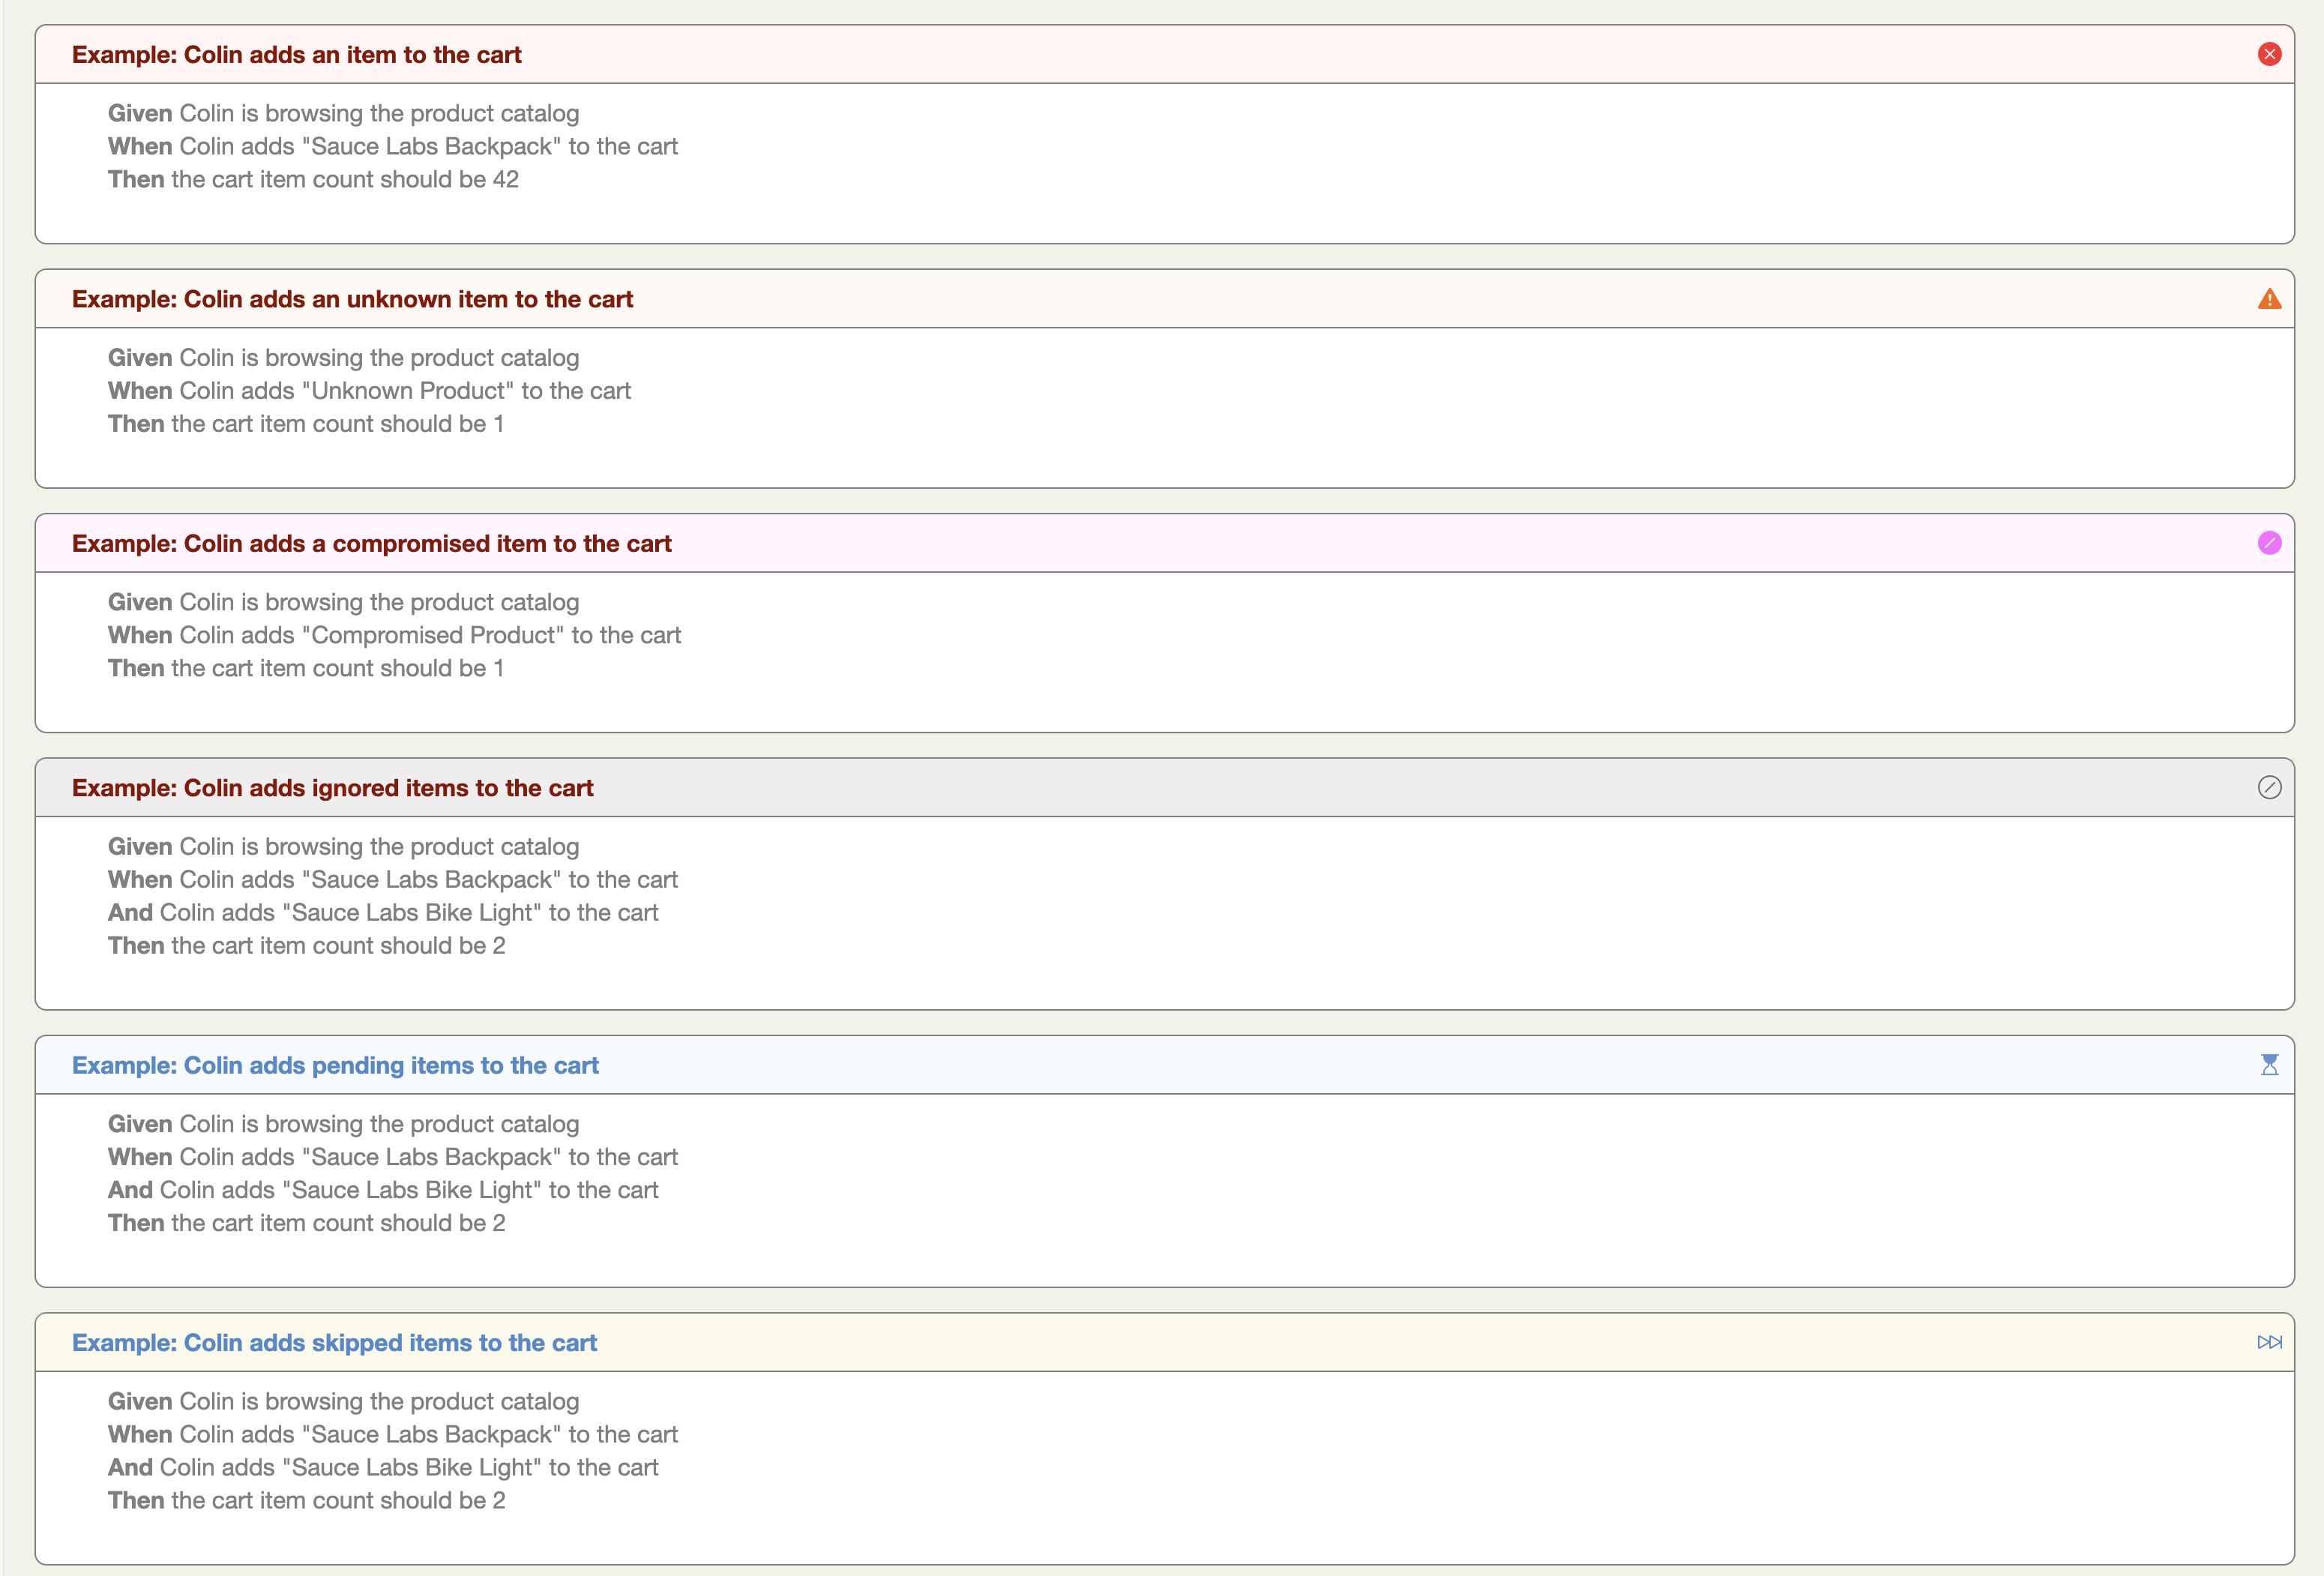 Example: Colin adds an item to the cart
Given Colin is browsing the product catalog
When Colin adds "Sauce Labs Backpack" to the cart
Then the cart item count should be 42
Example: Colin adds an unknown item to the cart
Given Colin is browsing the product catalog
When Colin adds "Unknown Product" to the cart
Then the cart item count should be 1
Example: Colin adds a compromised item to the cart
Given Colin is browsing the product catalog
When Colin adds "Compromised Product" to the cart
Then the cart item count should be 1
Example: Colin adds ignored items to the cart
Given Colin is browsing the product catalog
When Colin adds "Sauce Labs Backpack" to the cart
And Colin adds "Sauce Labs Bike Light" to the cart
Then the cart item count should be 2
Example: Colin adds pending items to the cart
Given Colin is browsing the product catalog
When Colin adds "Sauce Labs Backpack" to the cart
And Colin adds "Sauce Labs Bike Light" to the cart
Then the cart item count should be 2
Example: Colin adds skipped items to the cart
Given Colin is browsing the product catalog
When Colin adds "Sauce Labs Backpack" to the cart
And Colin adds "Sauce Labs Bike Light" to the cart
Then the cart item count should be 2